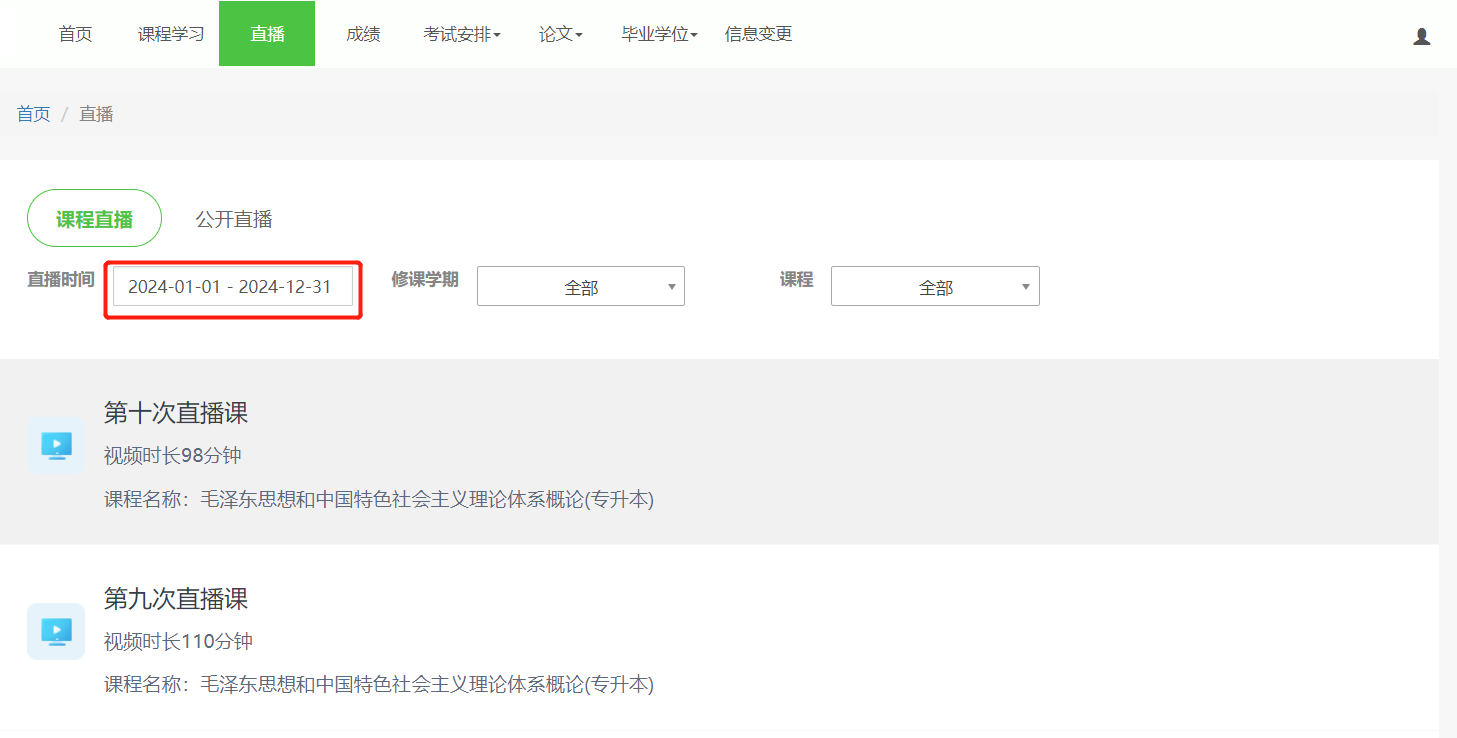 首页 课程学习 直播 成绩 考试安排 论文 毕业学位 信息变更
首页 / 直播
课程直播 公开直播
直播时间 2024-01-01 - 2024-12-31 修课学期 全部 课程 全部
第十次直播课
视频时长98分钟
课程名称：毛泽东思想和中国特色社会主义理论体系概论(专升本)
第九次直播课
视频时长110分钟
课程名称：毛泽东思想和中国特色社会主义理论体系概论(专升本)